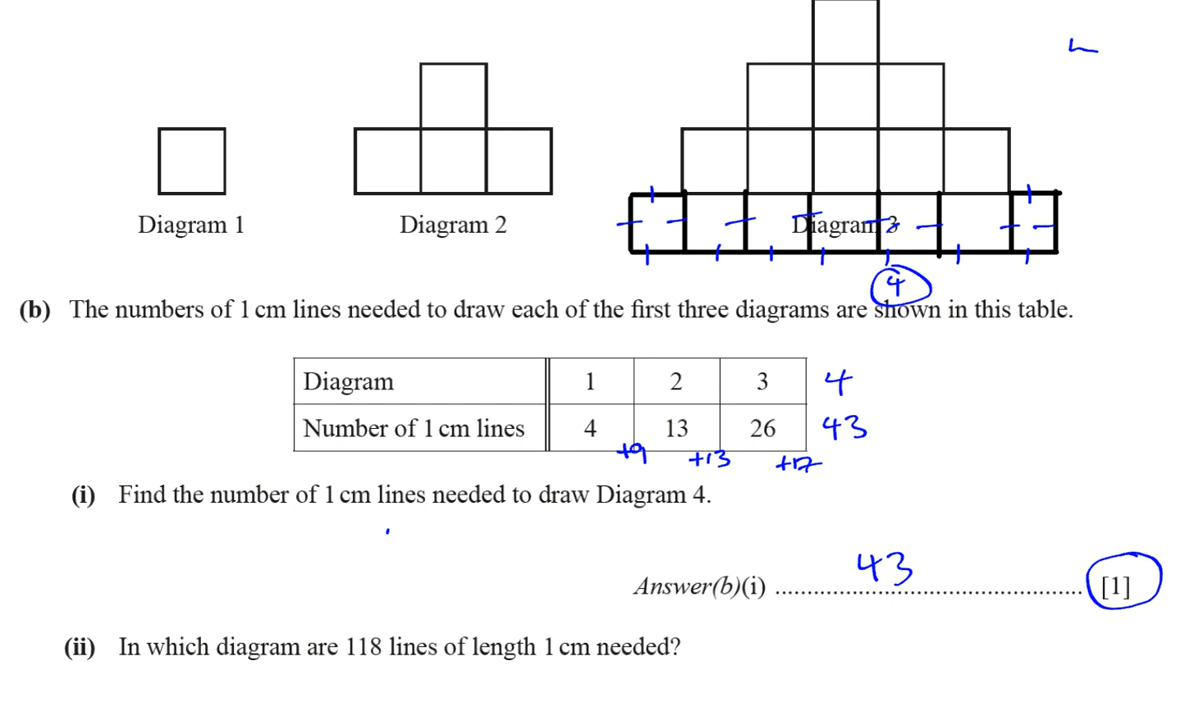 Diagram 1 Diagram 2 Diagram 3
4
(b) The numbers of 1 cm lines needed to draw each of the first three diagrams are shown in this table.
Diagram 1 2 3 4
Number of 1 cm lines 4 13 26 43
+9 +13 +17
(i) Find the number of 1 cm lines needed to draw Diagram 4.
43
Answer(b)(i) ................................................ [1]
(ii) In which diagram are 118 lines of length 1 cm needed?